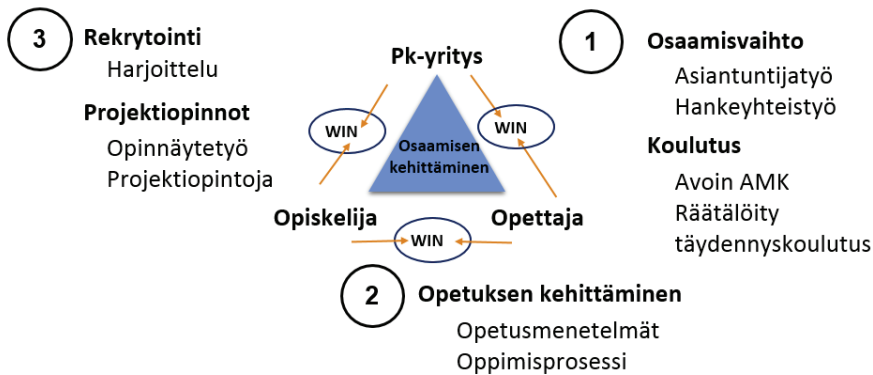 3
Rekrytointi
Harjoittelu
Projektiopinnot
Opinnäytetyö
Projektiopintoja
Pk-yritys
WIN
WIN
Osaamisen
kehittäminen
Opiskelija
WIN
Opettaja
1
Osaamisvaihto
Asiantuntijatyö
Hankeyhteistyö
Koulutus
Avoin AMK
Räätälöity
täydennyskoulutus
2
Opetuksen kehittäminen
Opetusmenetelmät
Oppimisprosessi